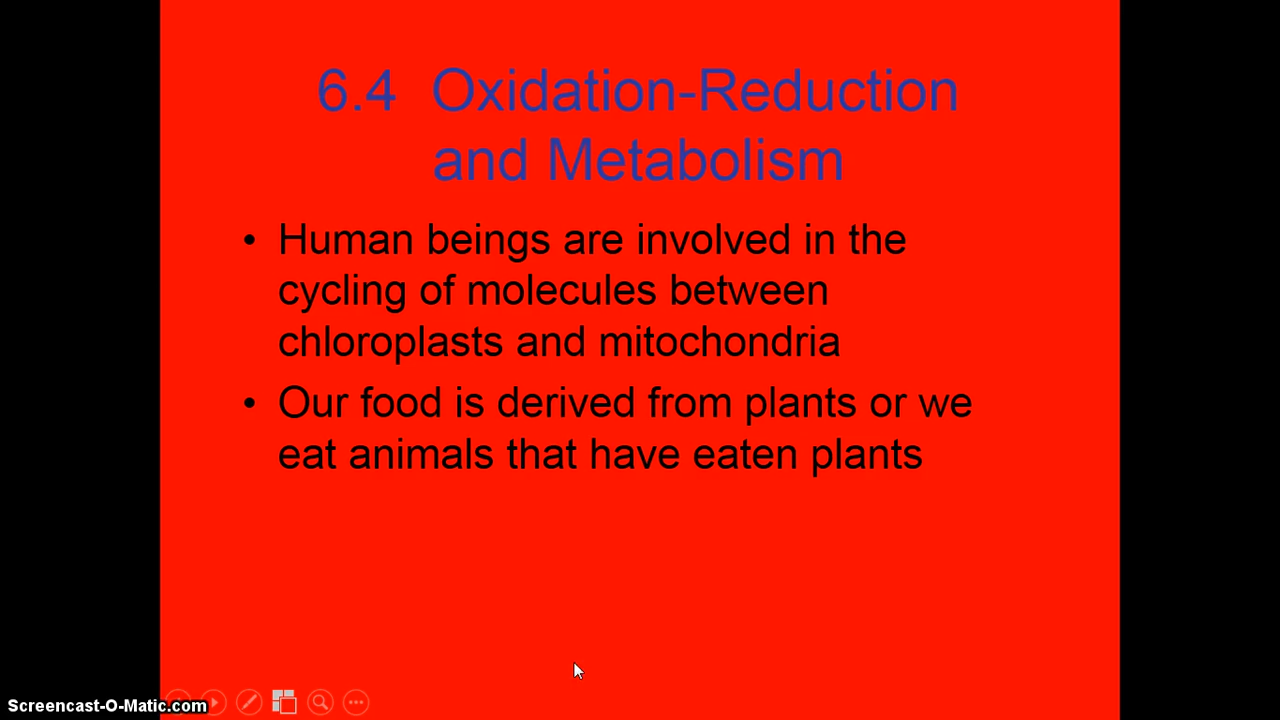 6.4 Oxidation-Reduction
and Metabolism
• Human beings are involved in the
cycling of molecules between
chloroplasts and mitochondria
• Our food is derived from plants or we
eat animals that have eaten plants
Screencast-O-Matic.com